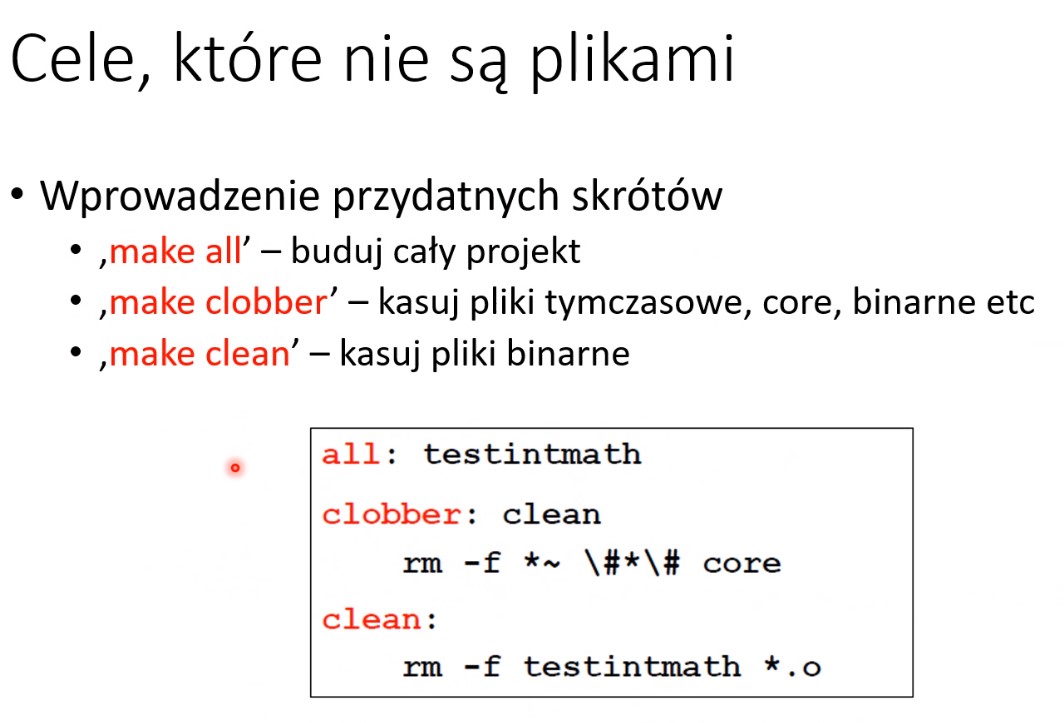 Cele, które nie są plikami
• Wprowadzenie przydatnych skrótów
• ‚make all’ – buduj cały projekt
• ‚make clobber’ – kasuj pliki tymczasowe, core, binarne etc
• ‚make clean’ – kasuj pliki binarne
all: testintmath
clobber: clean
rm -f *~ \#*\# core
clean:
rm -f testintmath *.o